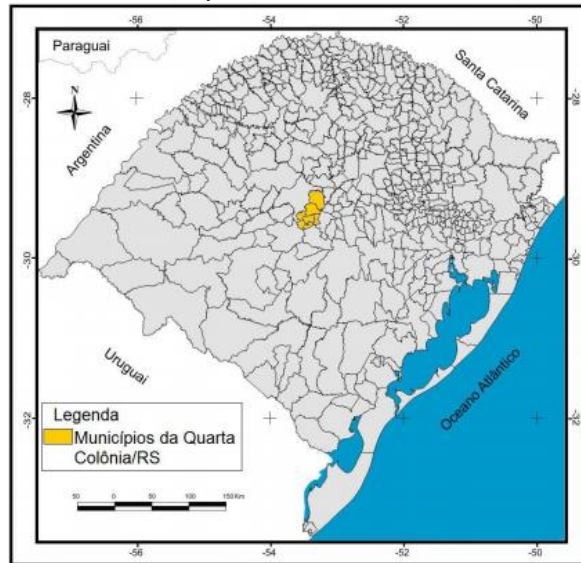 -56 -54 -52 -50
Paraguai
Santa Catarina
-28
-28
N
Argentina
-30
-30
Uruguai
Oceano Atlântico
-32
-32
Legenda
Municípios da Quarta
Colônia/RS
50 0 50 100 150 Km
-56 -54 -52 -50